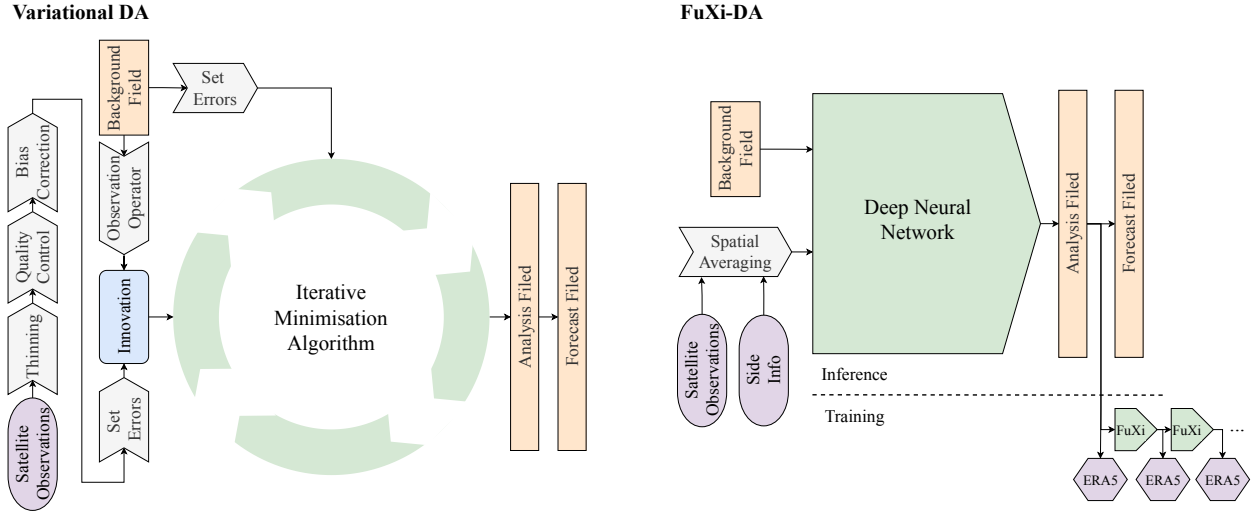 Variational DA
Background
Field
Set
Errors
Bias
Correction
Observation
Operator
Quality
Control
Innovation
Thinning
Set
Errors
Satellite
Observations
Iterative
Minimisation
Algorithm
Analysis Filed
Forecast Filed
FuXi-DA
Background
Field
Spatial
Averaging
Satellite
Observations
Side
Info
Deep Neural
Network
Analysis Filed
Forecast Filed
Inference
Training
FuXi
FuXi
...
ERA5
ERA5
ERA5